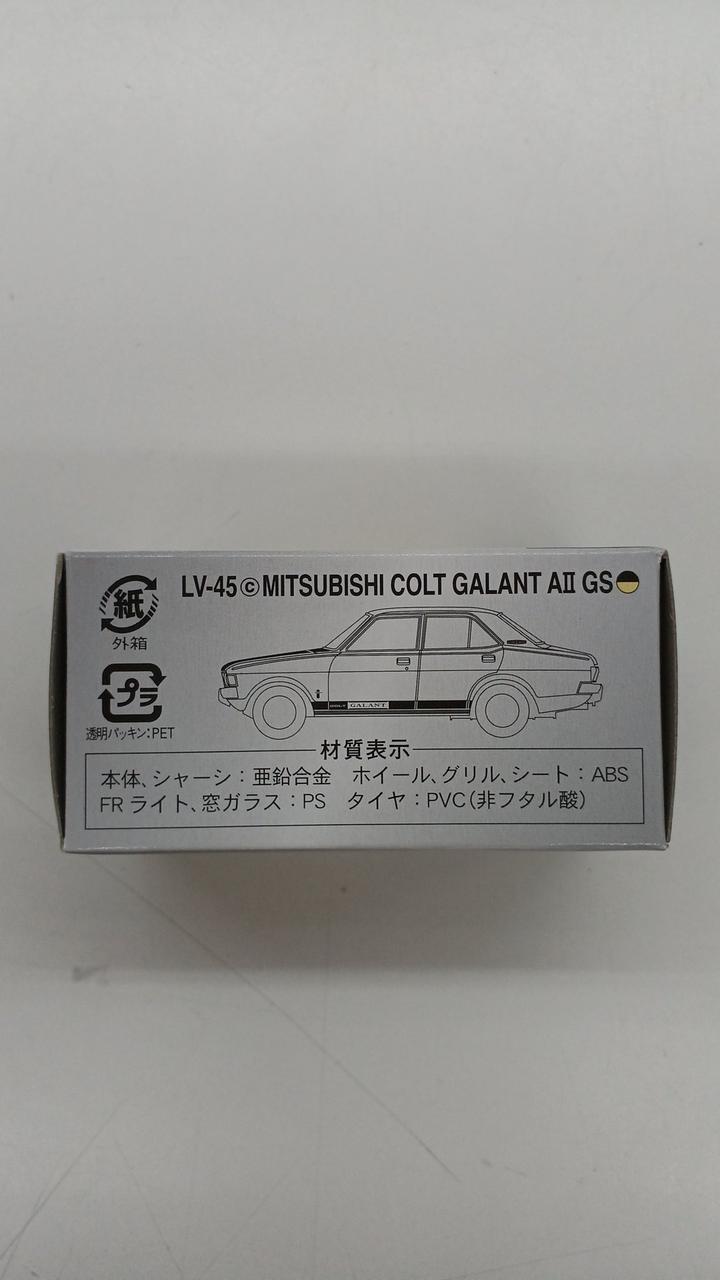 LV-45©MITSUBISHI COLT GALANT AⅡ GS
紙
外箱
プラ
透明パッキン:PET
COLT GALANT
材質表示
本体、シャーシ:亜鉛合金　ホイール、グリル、シート:ABS
FR ライト、窓ガラス:PS　タイヤ:PVC(非フタル酸)